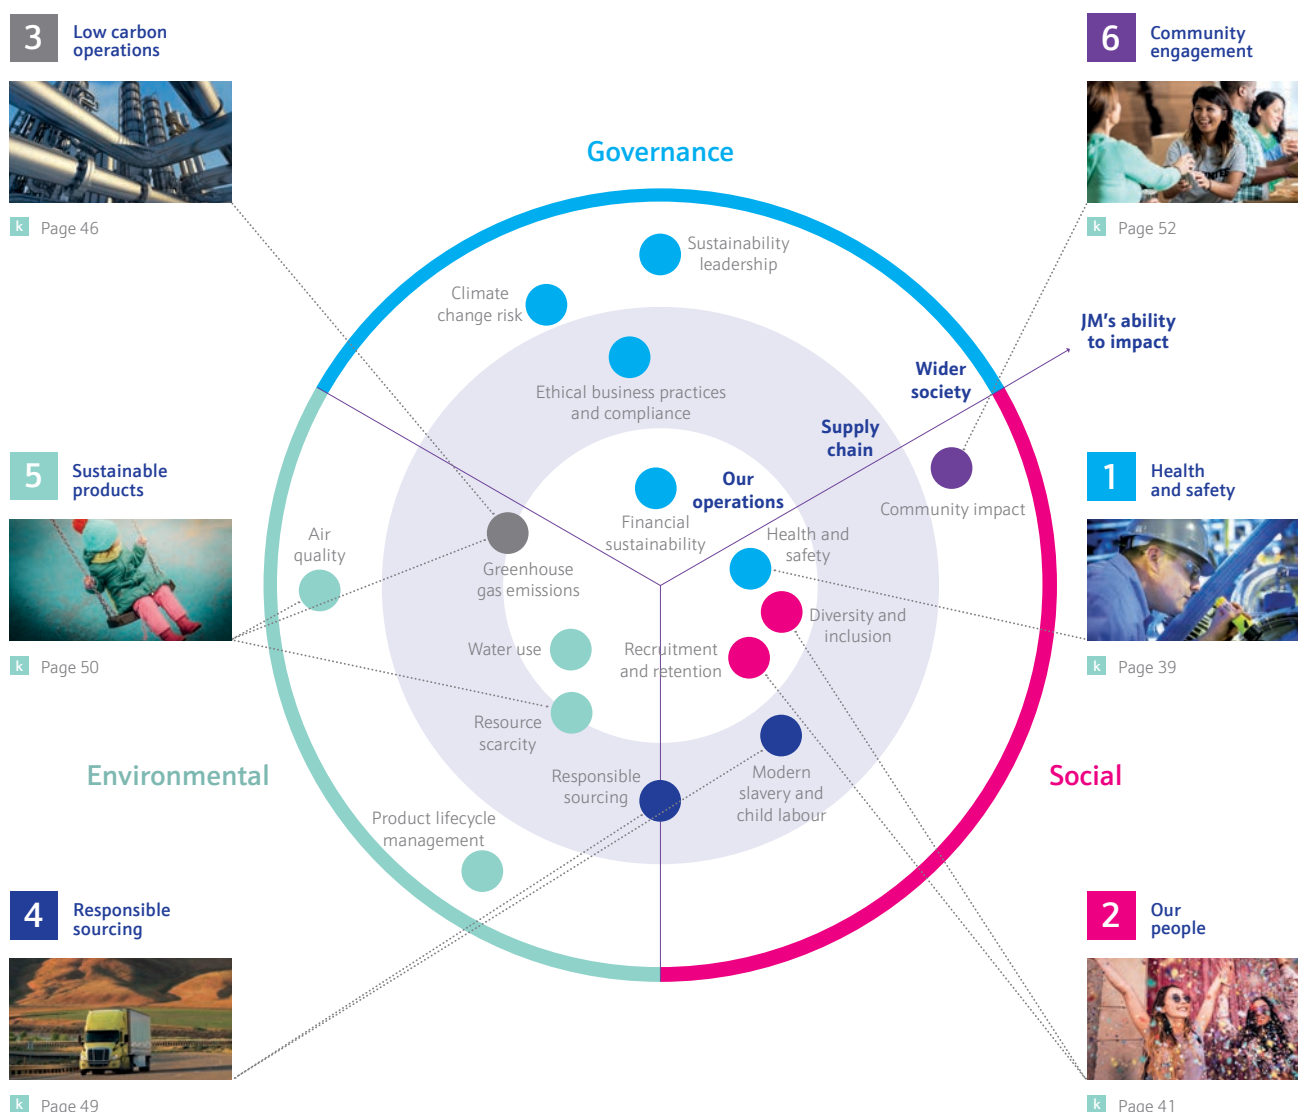 3
Low carbon
operations
k Page 46
6
Community
engagement
k Page 52
Governance
Sustainability
leadership
Climate
change risk
Ethical business practices
and compliance
JM's ability
to impact
Wider
society
Supply
chain
Our
operations
Financial
sustainability
Community impact
5
Sustainable
products
k Page 50
1
Health
and safety
k Page 39
Air
quality
Greenhouse
gas emissions
Health and
safety
Diversity and
inclusion
Water use
Recruitment
and retention
Resource
scarcity
Responsible
sourcing
Modern
slavery and
child labour
Product lifecycle
management
Environmental
Social
4
Responsible
sourcing
k Page 49
2
Our
people
k Page 41